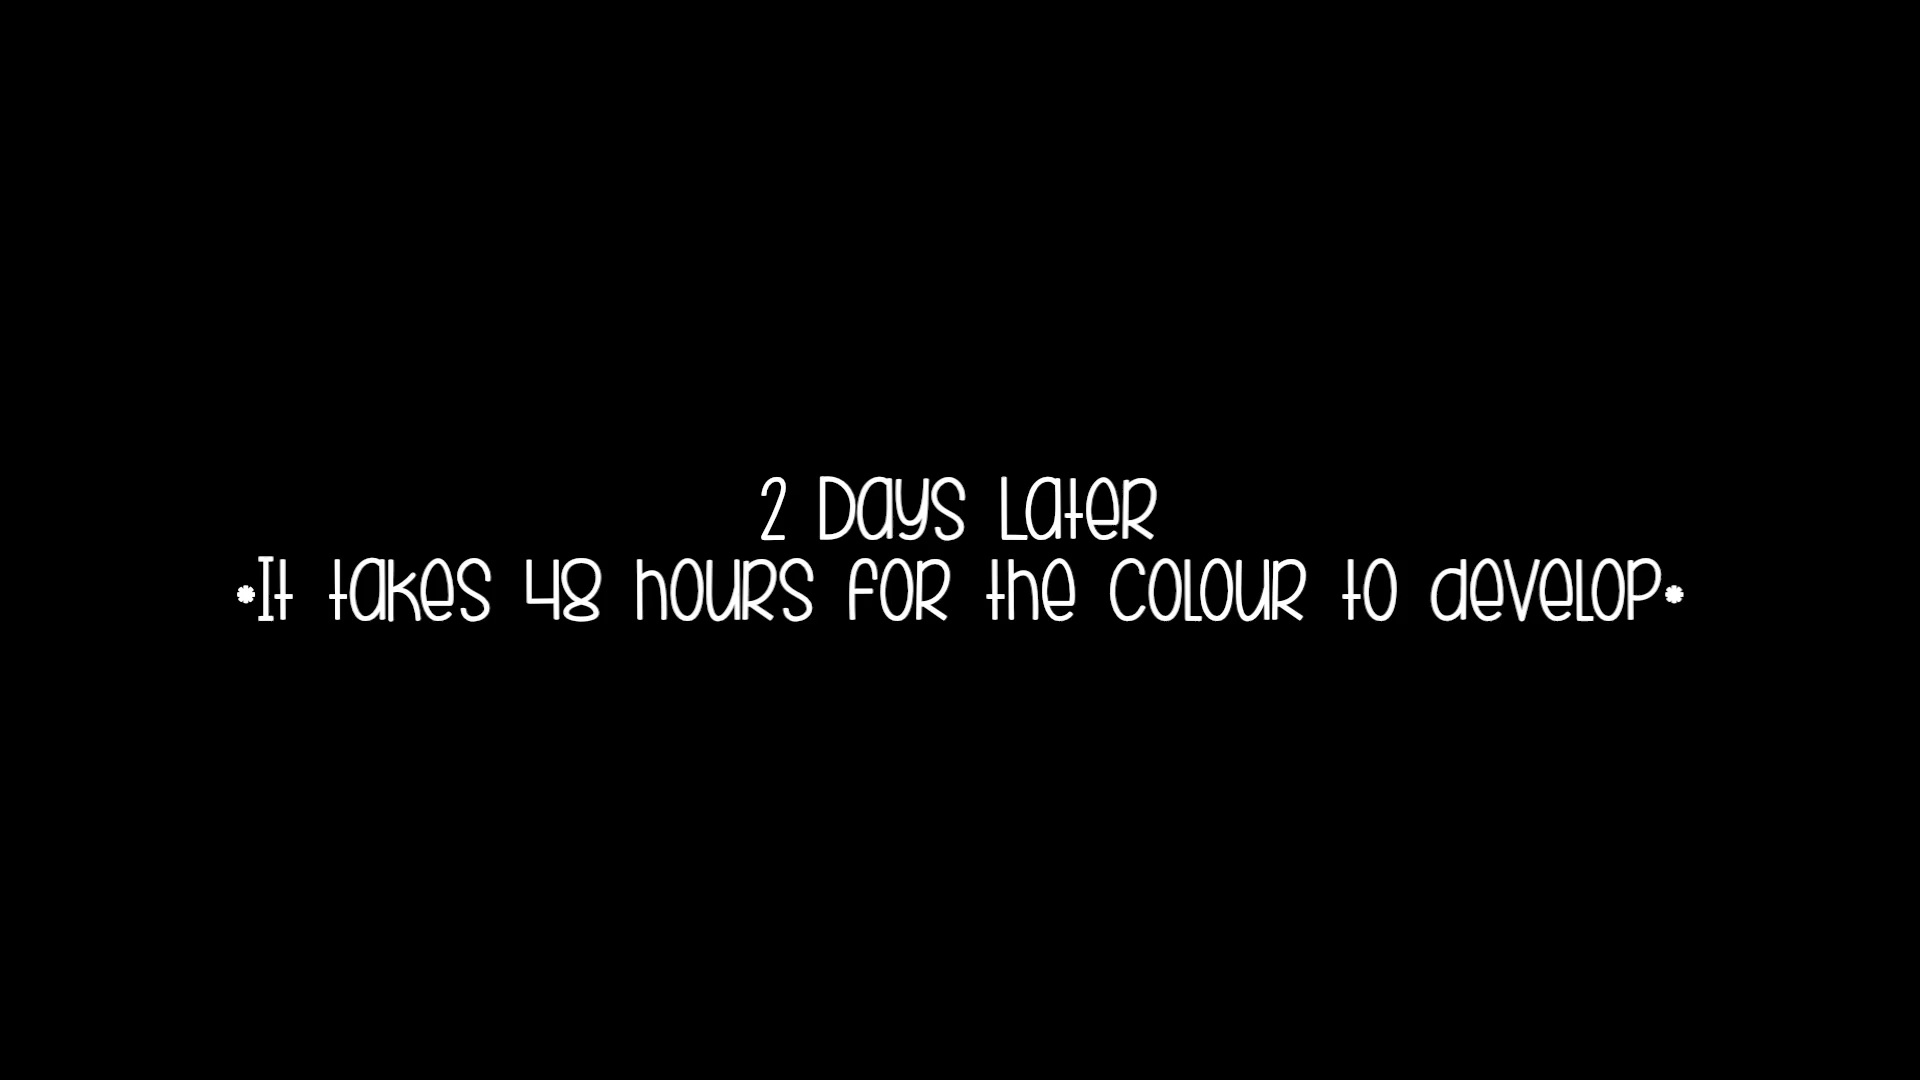 2 Days Later
*It takes 48 hours for the colour to develop*